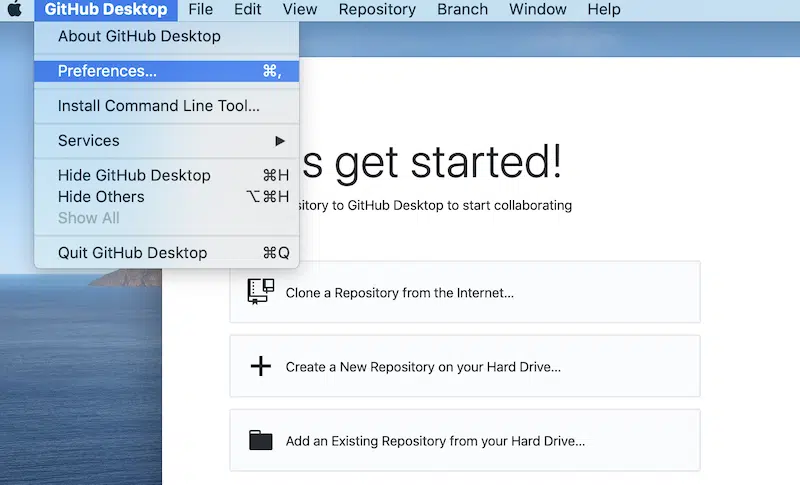 GitHub Desktop File Edit View Repository Branch Window Help
About GitHub Desktop
Preferences... ⌘,
Install Command Line Tool...
Services ▶
Hide GitHub Desktop ⌘H
Hide Others ⌥⌘H
Show All
Quit GitHub Desktop ⌘Q
s get started!
to GitHub Desktop to start collaborating
Clone a Repository from the Internet...
Create a New Repository on your Hard Drive...
Add an Existing Repository from your Hard Drive...